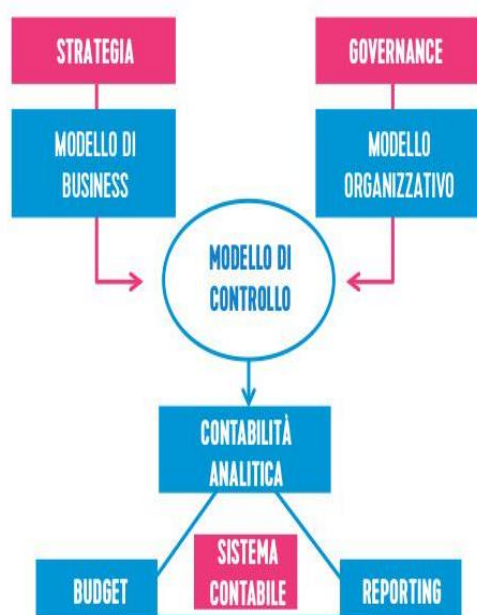 STRATEGIA
GOVERNANCE
MODELLO DI
BUSINESS
MODELLO
ORGANIZZATIVO
MODELLO DI
CONTROLLO
CONTABILITÀ
ANALITICA
SISTEMA
CONTABILE
BUDGET
REPORTING